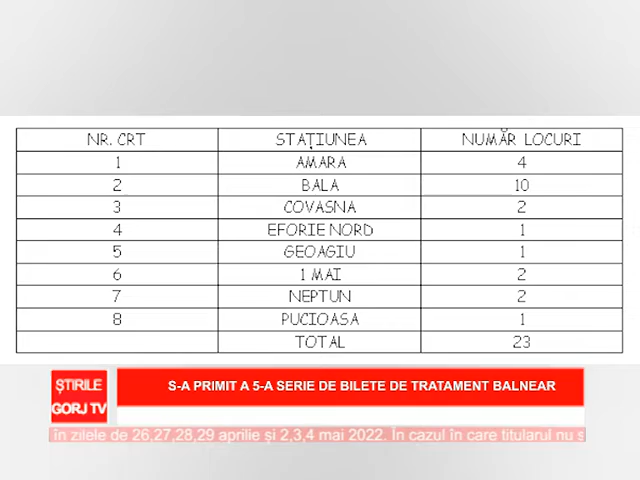 NR. CRT STAȚIUNEA NUMĂR LOCURI
1 AMARA 4
2 BALA 10
3 COVASNA 2
4 EFORIE NORD 1
5 GEOAGIU 1
6 1 MAI 2
7 NEPTUN 2
8 PUCIOASA 1
TOTAL 23
ȘTIRILE
GORJ TV
S-A PRIMIT A 5-A SERIE DE BILETE DE TRATAMENT BALNEAR
în zilele de 26,27,28,29 aprilie și 2,3,4 mai 2022. În cazul în care titularul nu